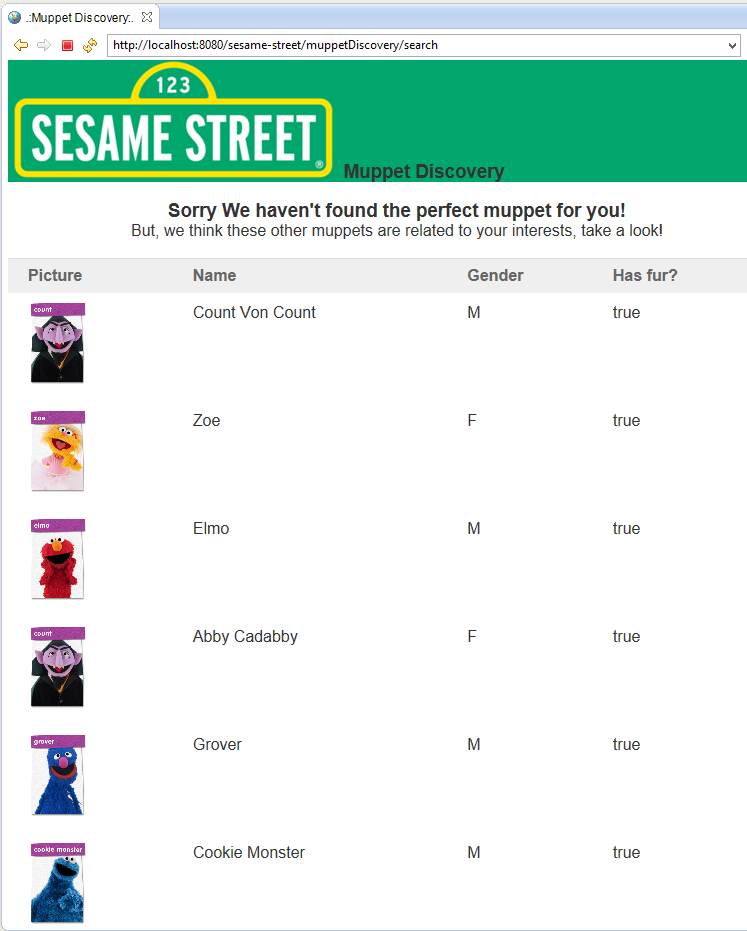 .:Muppet Discovery:.
http://localhost:8080/sesame-street/muppetDiscovery/search
123
SESAME STREET®
Muppet Discovery
Sorry We haven't found the perfect muppet for you!
But, we think these other muppets are related to your interests, take a look!
Picture Name Gender Has fur?
count
Count Von Count M true
zoe
Zoe F true
elmo
Elmo M true
count
Abby Cadabby F true
grover
Grover M true
cookie monster
Cookie Monster M true